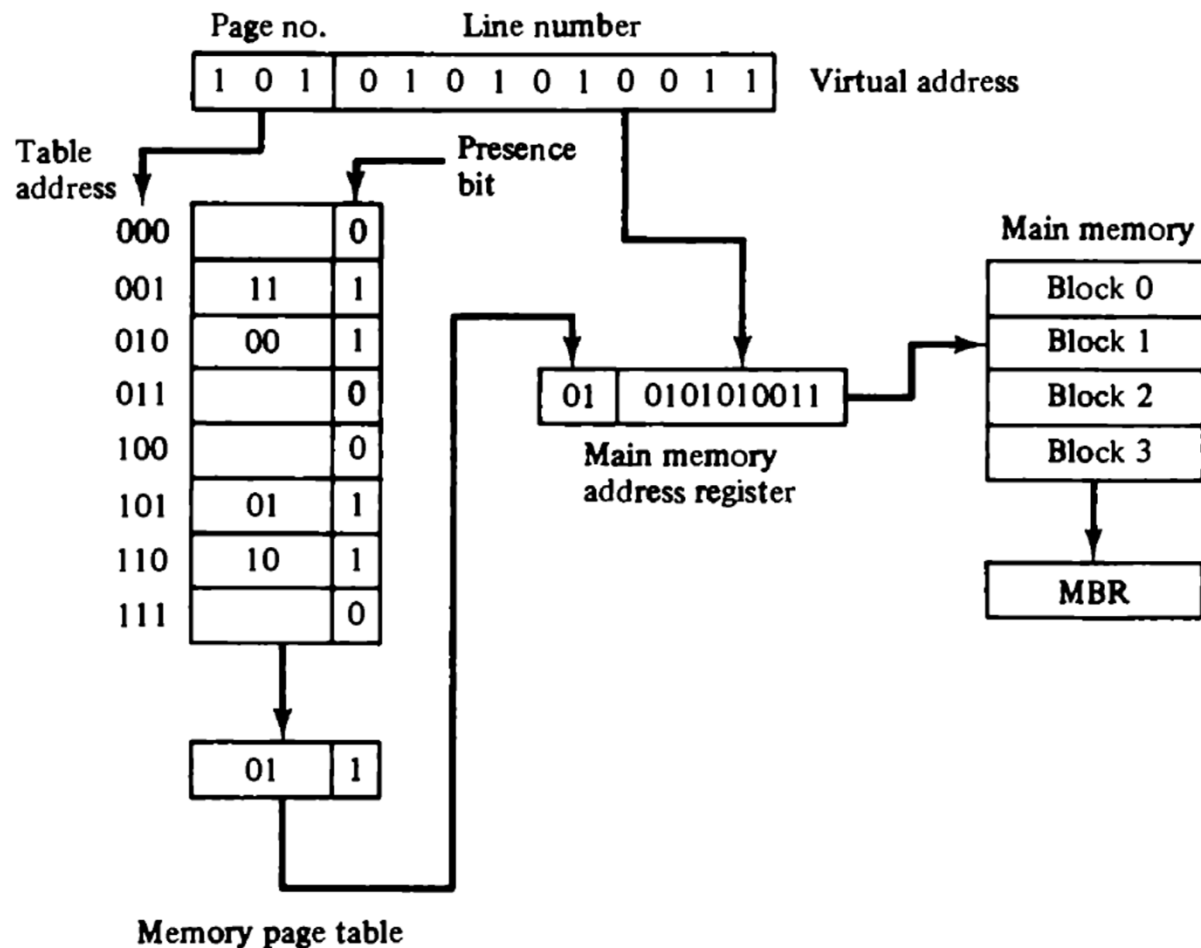 Page no. Line number
1 0 1 0 1 0 1 0 1 0 0 1 1 Virtual address
Table address
Presence bit
000 0
001 11 1
010 00 1
011 0
100 0
101 01 1
110 10 1
111 0
01 1
Memory page table
01 0101010011
Main memory address register
Main memory
Block 0
Block 1
Block 2
Block 3
MBR